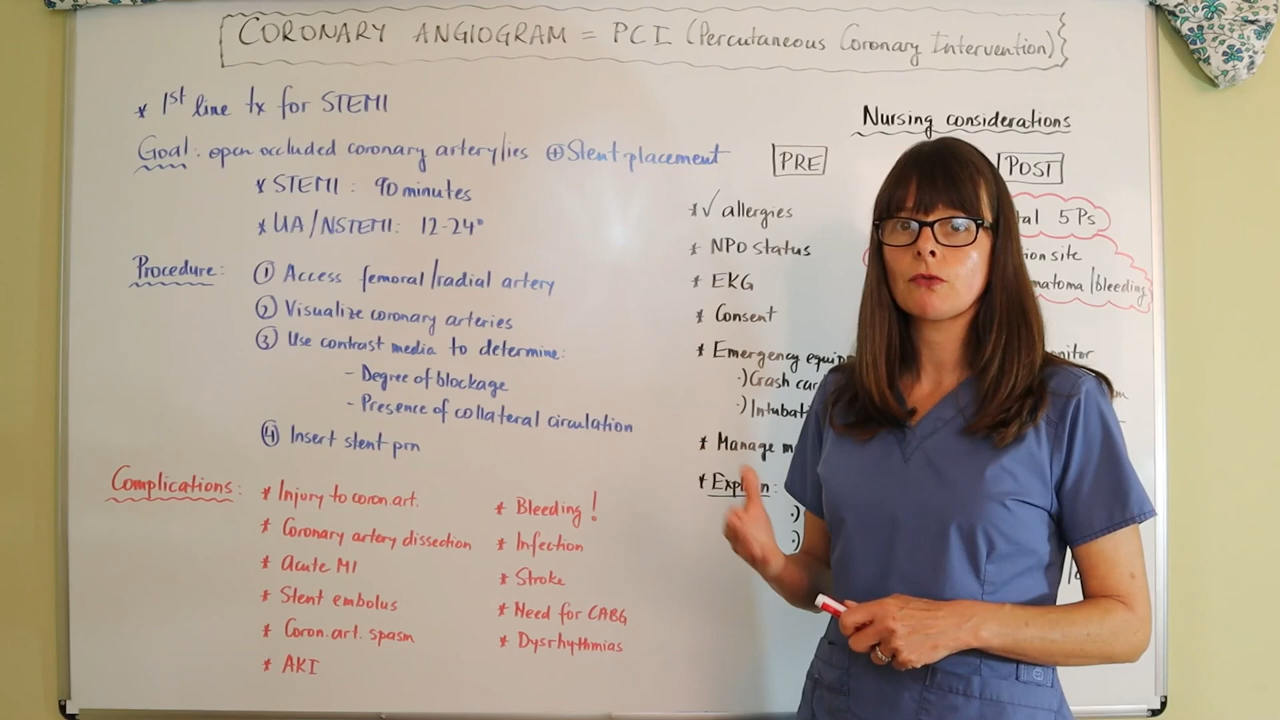 CORONARY ANGIOGRAM = PCI (Percutaneous Coronary Intervention)
* 1st line tx for STEMI
Goal: open occluded coronary artery/ies ⊕ Stent placement
* STEMI: 90 minutes
* UA/NSTEMI: 12-24°
Procedure: ① Access femoral/radial artery
② Visualize coronary arteries
③ Use contrast media to determine:
- Degree of blockage
- Presence of collateral circulation
④ Insert stent prn
Complications: * Injury to coron.art.
* Coronary artery dissection
* Acute MI
* Stent embolus
* Coron.art. spasm
* AKI
* Bleeding!
* Infection
* Stroke
* Need for CABG
* Dysrhythmias
Nursing considerations
PRE
* ✓ allergies
* NPO status
* EKG
* Consent
* Emergency equip
·) Crash car
·) Intubati
* Manage m
* Explain:
·)
·)
POST
tal 5 Ps
ion site
matoma/bleeding
nitor